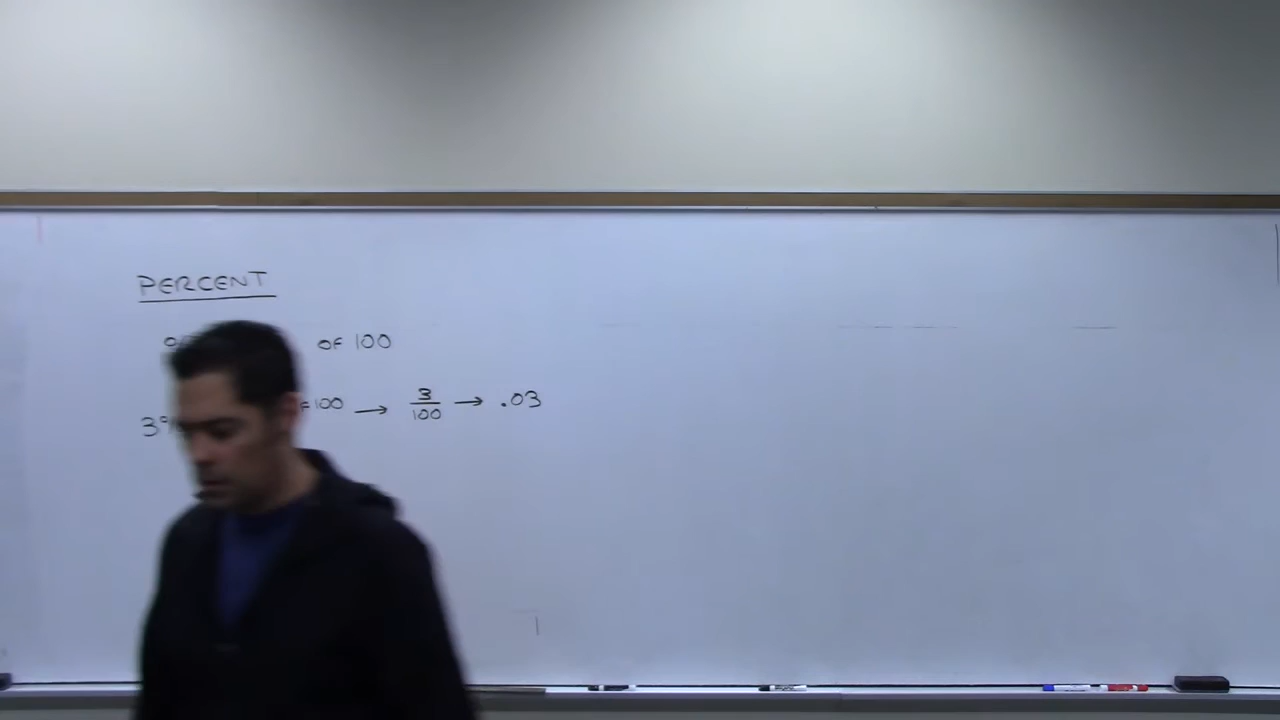 PERCENT
% OF 100
3% 100 → 3/100 → .03